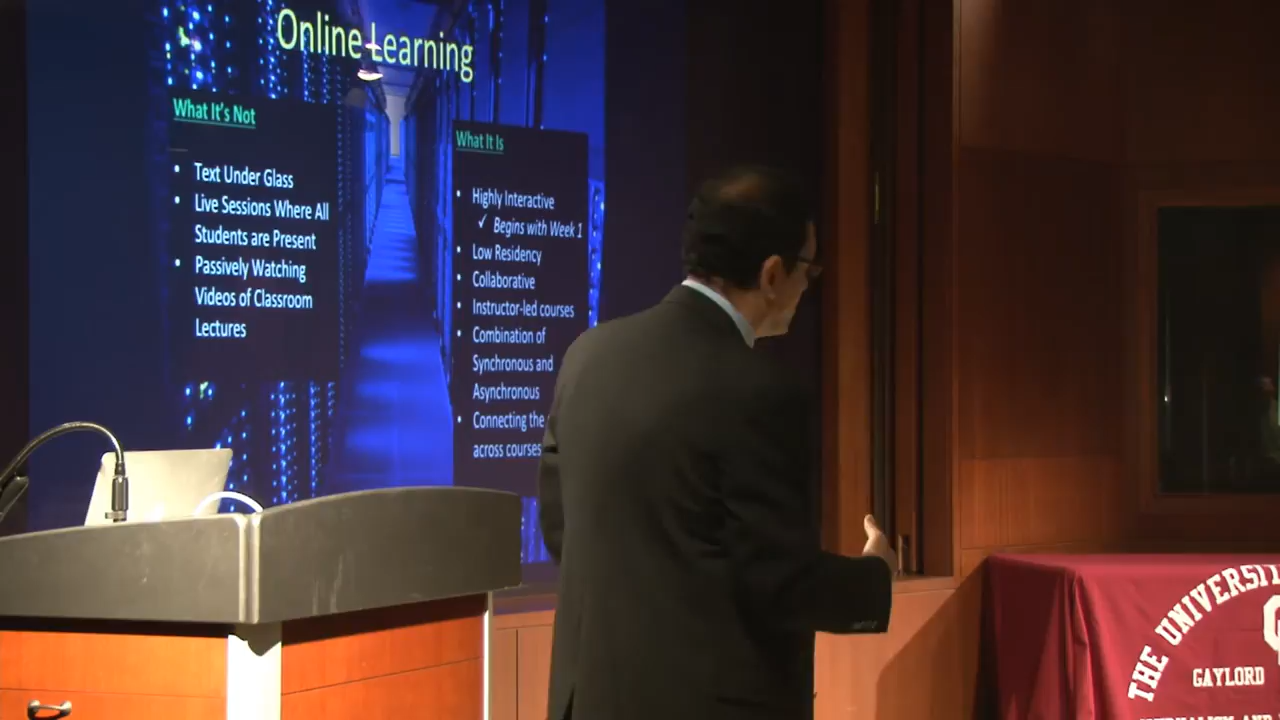 Online Learning
What It's Not
• Text Under Glass
• Live Sessions Where All
Students are Present
• Passively Watching
Videos of Classroom
Lectures
What It Is
• Highly Interactive
✓ Begins with Week 1
• Low Residency
• Collaborative
• Instructor-led courses
• Combination of
Synchronous and
Asynchronous
• Connecting the
across courses
THE UNIVERSIT
GAYLORD